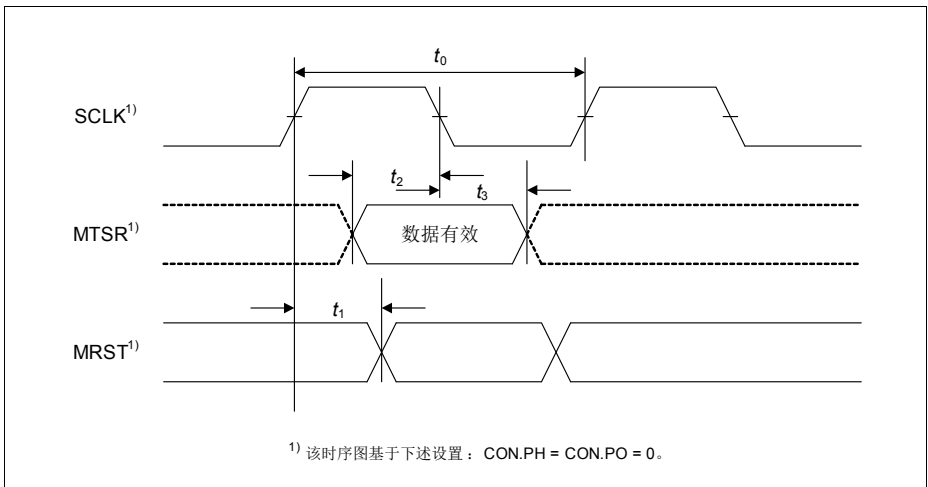 t0
SCLK1)
t2
t3
MTSR1)
数据有效
t1
MRST1)
1) 该时序图基于下述设置：CON.PH = CON.PO = 0。